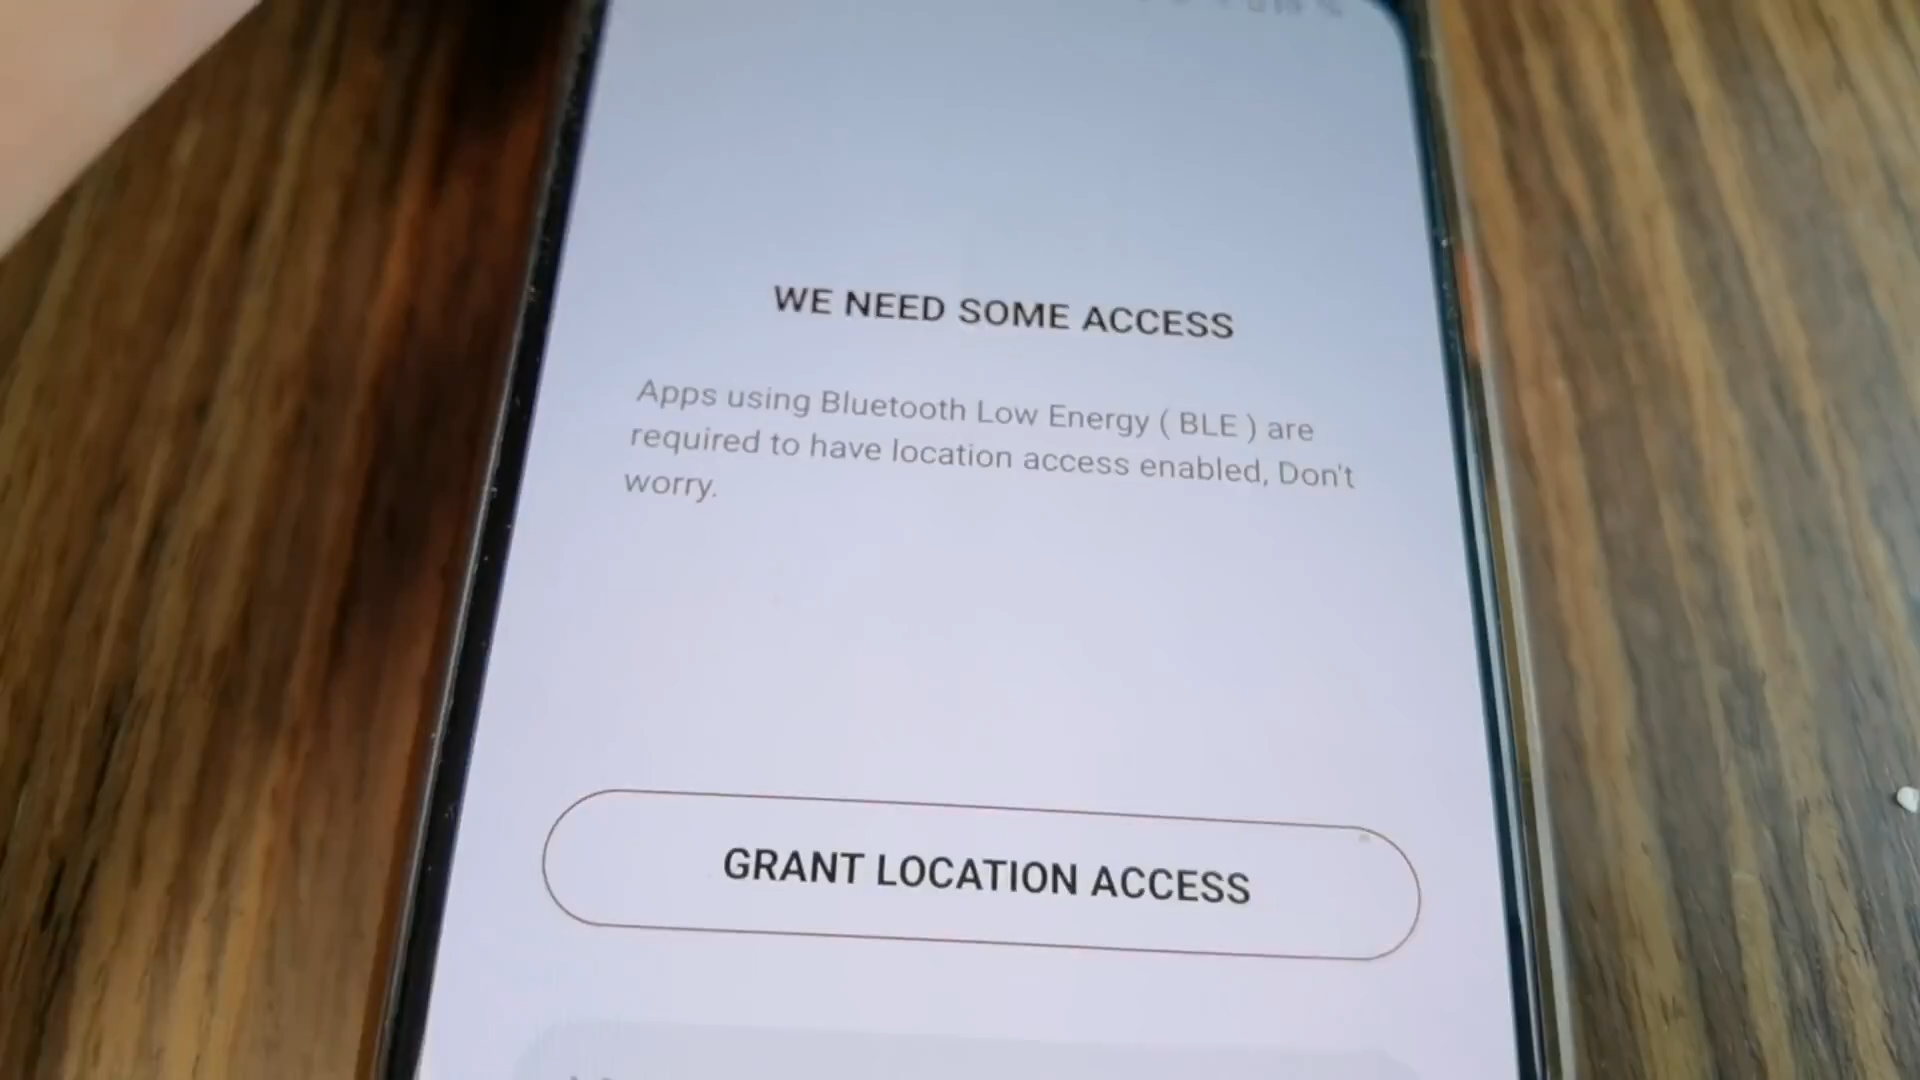 WE NEED SOME ACCESS
Apps using Bluetooth Low Energy ( BLE ) are
required to have location access enabled, Don't
worry.
GRANT LOCATION ACCESS